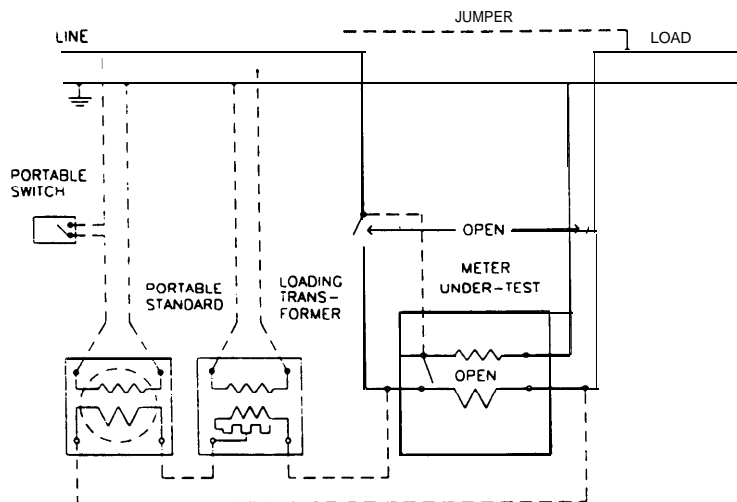 JUMPER
LINE
LOAD
PORTABLE
SWITCH
OPEN
PORTABLE
STANDARD
LOADING
TRANS-
FORMER
METER
UNDER-TEST
OPEN